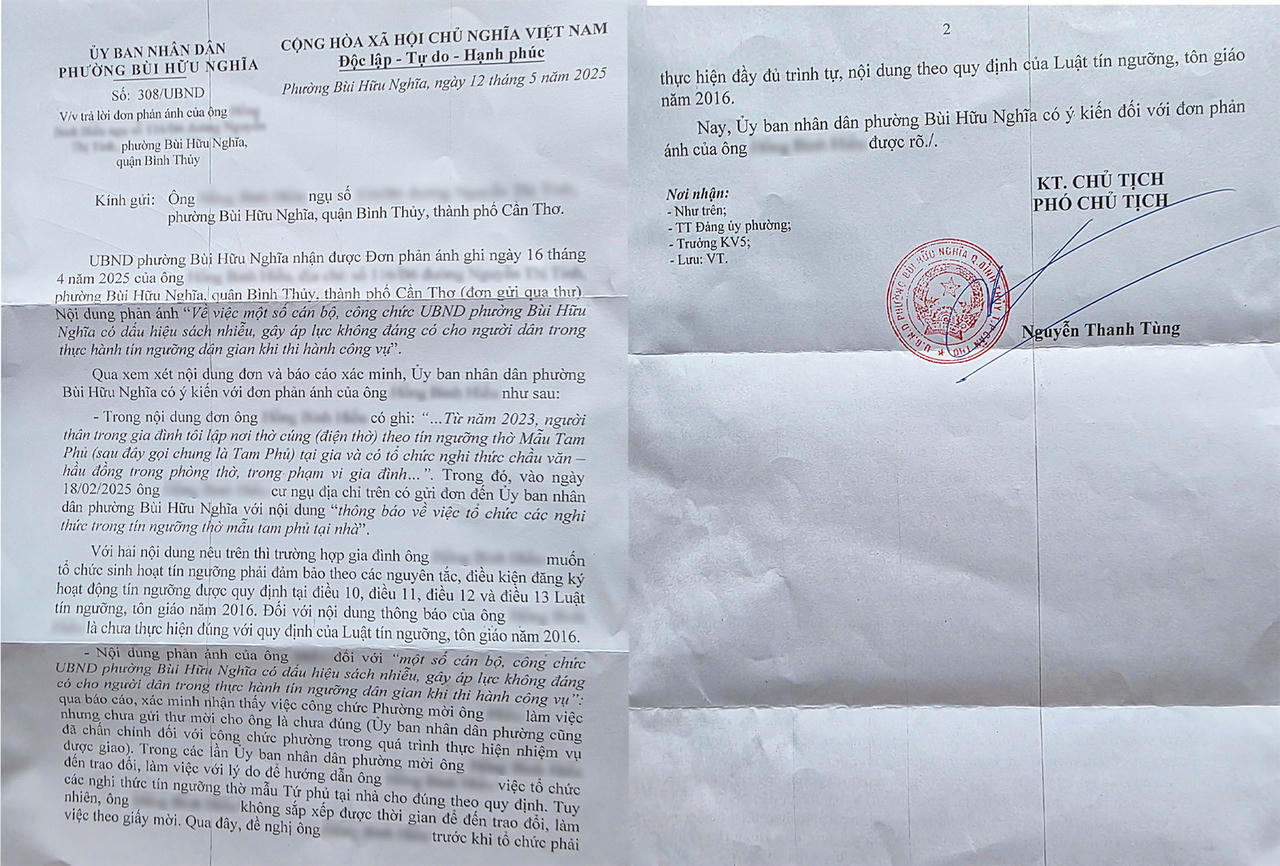 ỦY BAN NHÂN DÂN
PHƯỜNG BÙI HỮU NGHĨA
Số: 308/UBND
V/v trả lời đơn phản ánh của ông
phường Bùi Hữu Nghĩa,
quận Bình Thủy
CỘNG HÒA XÃ HỘI CHỦ NGHĨA VIỆT NAM
Độc lập - Tự do - Hạnh phúc
Phường Bùi Hữu Nghĩa, ngày 12 tháng 5 năm 2025
Kính gửi: Ông ngụ số
phường Bùi Hữu Nghĩa, quận Bình Thủy, thành phố Cần Thơ.
UBND phường Bùi Hữu Nghĩa nhận được Đơn phản ánh ghi ngày 16 tháng
4 năm 2025 của ông
phường Bùi Hữu Nghĩa, quận Bình Thủy, thành phố Cần Thơ (đơn gửi qua thư)
Nội dung phản ánh “Về việc một số cán bộ, công chức UBND phường Bùi Hữu
Nghĩa có dấu hiệu sách nhiễu, gây áp lực không đáng có cho người dân trong
thực hành tín ngưỡng dân gian khi thi hành công vụ”.
Qua xem xét nội dung đơn và báo cáo xác minh, Ủy ban nhân dân phường
Bùi Hữu Nghĩa có ý kiến với đơn phản ánh của ông như sau:
- Trong nội dung đơn ông có ghi: “...Từ năm 2023, người
thân trong gia đình tôi lập nơi thờ cúng (điện thờ) theo tín ngưỡng thờ Mẫu Tam
Phủ (sau đây gọi chung là Tam Phủ) tại gia và có tổ chức nghi thức chầu văn –
hầu đồng trong phòng thờ, trong phạm vi gia đình...”. Trong đó, vào ngày
18/02/2025 ông cư ngụ địa chỉ trên có gửi đơn đến Ủy ban nhân
dân phường Bùi Hữu Nghĩa với nội dung “thông báo về việc tổ chức các nghi
thức trong tín ngưỡng thờ mẫu tam phủ tại nhà”.
Với hai nội dung nêu trên thì trường hợp gia đình ông muốn
tổ chức sinh hoạt tín ngưỡng phải đảm bảo theo các nguyên tắc, điều kiện đăng ký
hoạt động tín ngưỡng được quy định tại điều 10, điều 11, điều 12 và điều 13 Luật
tín ngưỡng, tôn giáo năm 2016. Đối với nội dung thông báo của ông
là chưa thực hiện đúng với quy định của Luật tín ngưỡng, tôn giáo năm 2016.
- Nội dung phản ánh của ông đối với “một số cán bộ, công chức
UBND phường Bùi Hữu Nghĩa có dấu hiệu sách nhiễu, gây áp lực không đáng
có cho người dân trong thực hành tín ngưỡng dân gian khi thi hành công vụ”:
qua báo cáo, xác minh nhận thấy việc công chức Phường mời ông làm việc
nhưng chưa gửi thư mời cho ông là chưa đúng (Ủy ban nhân dân phường cũng
đã chấn chỉnh đối với công chức phường trong quá trình thực hiện nhiệm vụ
được giao). Trong các lần Ủy ban nhân dân phường mời ông
đến trao đổi, làm việc với lý do để hướng dẫn ông việc tổ chức
các nghi thức tín ngưỡng thờ mẫu Tứ phủ tại nhà cho đúng theo quy định. Tuy
nhiên, ông không sắp xếp được thời gian để đến trao đổi, làm
việc theo giấy mời. Qua đây, đề nghị ông trước khi tổ chức phải
2
thực hiện đầy đủ trình tự, nội dung theo quy định của Luật tín ngưỡng, tôn giáo
năm 2016.
Nay, Ủy ban nhân dân phường Bùi Hữu Nghĩa có ý kiến đối với đơn phản
ánh của ông được rõ./.
Nơi nhận:
- Như trên;
- TT Đảng ủy phường;
- Trưởng KV5;
- Lưu: VT.
KT. CHỦ TỊCH
PHÓ CHỦ TỊCH
Nguyễn Thanh Tùng